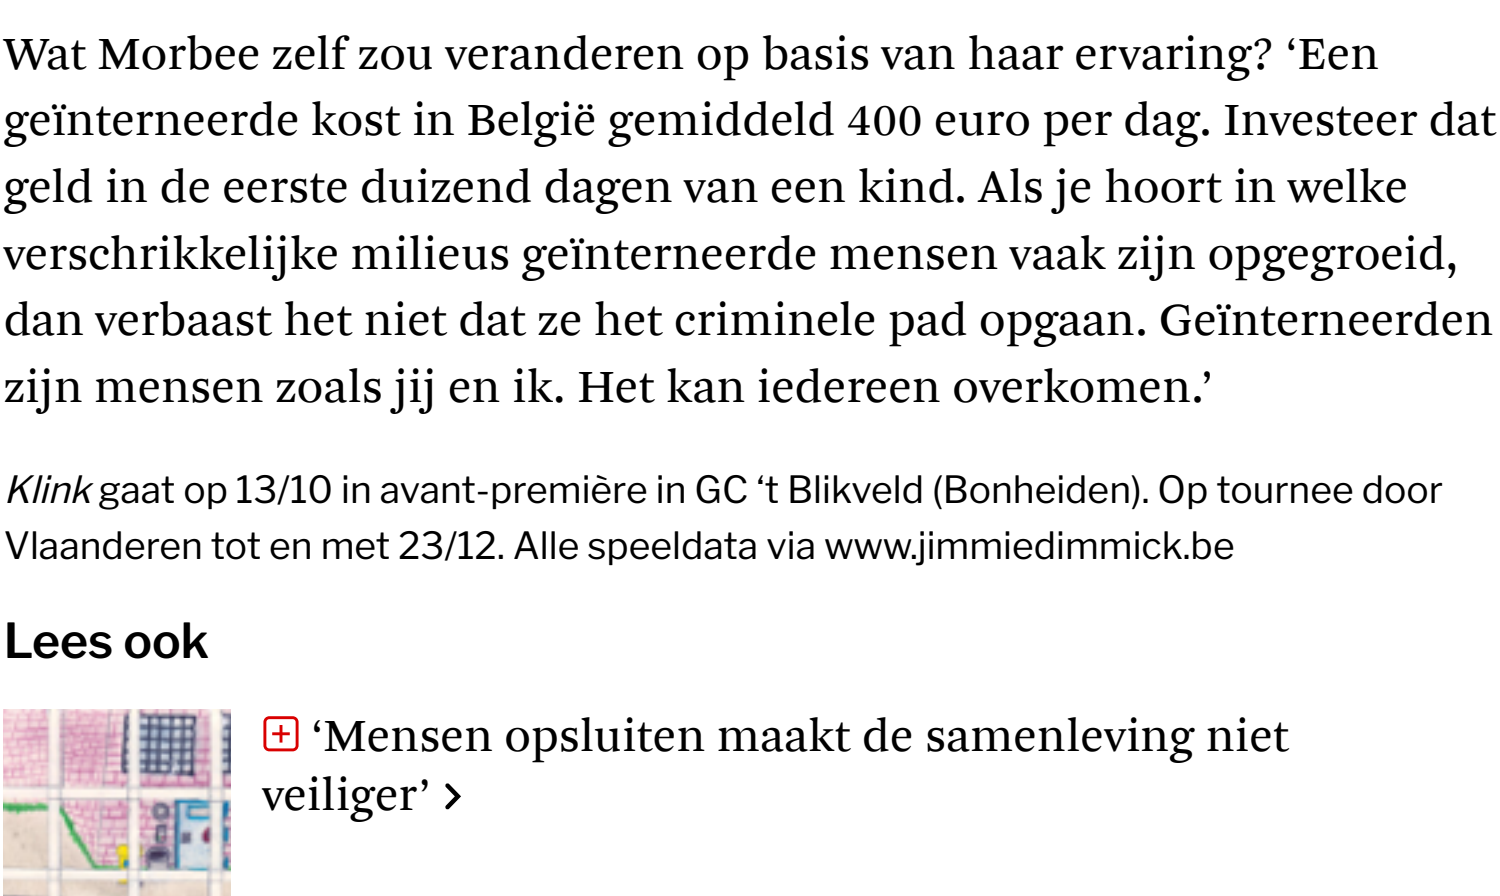 Wat Morbee zelf zou veranderen op basis van haar ervaring? ‘Een
geïnterneerde kost in België gemiddeld 400 euro per dag. Investeer dat
geld in de eerste duizend dagen van een kind. Als je hoort in welke
verschrikkelijke milieus geïnterneerde mensen vaak zijn opgegroeid,
dan verbaast het niet dat ze het criminele pad opgaan. Geïnterneerden
zijn mensen zoals jij en ik. Het kan iedereen overkomen.’
Klink gaat op 13/10 in avant-première in GC ‘t Blikveld (Bonheiden). Op tournee door
Vlaanderen tot en met 23/12. Alle speeldata via www.jimmiedimmick.be
Lees ook
‘Mensen opsluiten maakt de samenleving niet
veiliger’